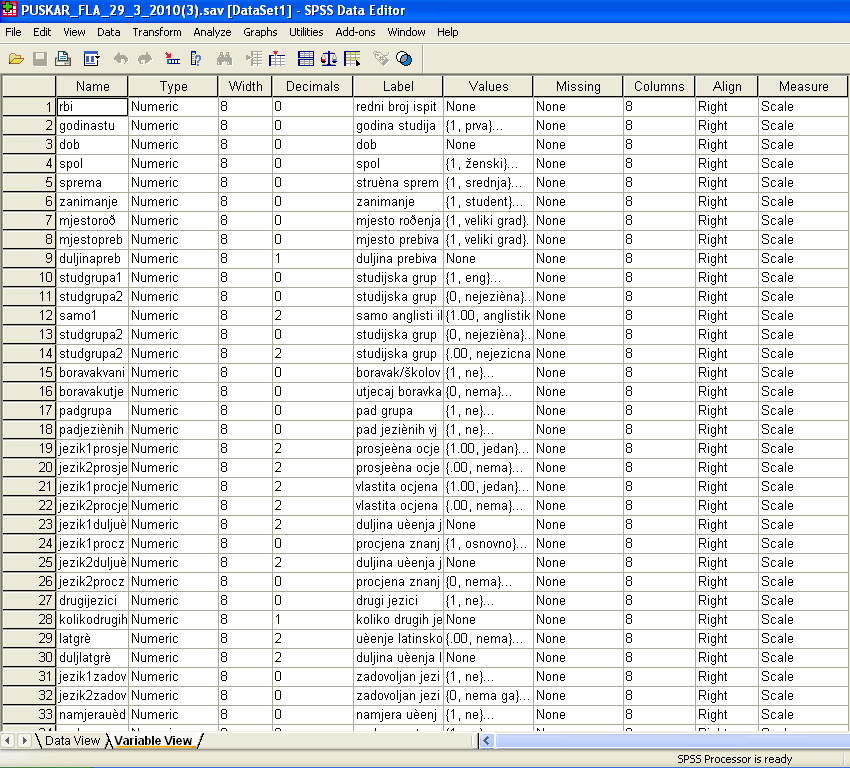 PUSKAR_FLA_29_3_2010(3).sav [DataSet1] - SPSS Data Editor
File Edit View Data Transform Analyze Graphs Utilities Add-ons Window Help
Name Type Width Decimals Label Values Missing Columns Align Measure
1 rbi Numeric 8 0 redni broj ispit None None 8 Right Scale
2 godinastu Numeric 8 0 godina studija {1, prva}... None 8 Right Scale
3 dob Numeric 8 0 dob None None 8 Right Scale
4 spol Numeric 8 0 spol {1, ženski}... None 8 Right Scale
5 sprema Numeric 8 0 struèna sprem {1, srednja}... None 8 Right Scale
6 zanimanje Numeric 8 0 zanimanje {1, student}... None 8 Right Scale
7 mjestoroð Numeric 8 0 mjesto roðenja {1, veliki grad}. None 8 Right Scale
8 mjestopreb Numeric 8 0 mjesto prebiva {1, veliki grad}. None 8 Right Scale
9 duljinapreb Numeric 8 1 duljina prebiva None None 8 Right Scale
10 studgrupa1 Numeric 8 0 studijska grup {1, eng}... None 8 Right Scale
11 studgrupa2 Numeric 8 0 studijska grup {0, nejezièna}.. None 8 Right Scale
12 samo1 Numeric 8 2 samo anglisti il {1.00, anglistik None 8 Right Scale
13 studgrupa2 Numeric 8 0 studijska grup {0, nejezièna}.. None 8 Right Scale
14 studgrupa2 Numeric 8 2 studijska grup {.00, nejezicna None 8 Right Scale
15 boravakvani Numeric 8 0 boravak/školov {1, ne}... None 8 Right Scale
16 boravakutje Numeric 8 0 utjecaj boravka {0, nema}... None 8 Right Scale
17 padgrupa Numeric 8 0 pad grupa {1, ne}... None 8 Right Scale
18 padjeziènih Numeric 8 0 pad jeziènih vj {1, ne}... None 8 Right Scale
19 jezik1prosje Numeric 8 2 prosjeèna ocje {1.00, jedan}... None 8 Right Scale
20 jezik2prosje Numeric 8 2 prosjeèna ocje {.00, nema}... None 8 Right Scale
21 jezik1procje Numeric 8 2 vlastita ocjena {1.00, jedan}... None 8 Right Scale
22 jezik2procje Numeric 8 2 vlastita ocjena {.00, nema}... None 8 Right Scale
23 jezik1duljuè Numeric 8 2 duljina uèenja j None None 8 Right Scale
24 jezik1procz Numeric 8 0 procjena znanj {1, osnovno}... None 8 Right Scale
25 jezik2duljuè Numeric 8 2 duljina uèenja j None None 8 Right Scale
26 jezik2procz Numeric 8 0 procjena znanj {0, nema}... None 8 Right Scale
27 drugijezici Numeric 8 0 drugi jezici {1, ne}... None 8 Right Scale
28 kolikodrugih Numeric 8 1 koliko drugih je None None 8 Right Scale
29 latgrè Numeric 8 2 uèenje latinsko {.00, nema}... None 8 Right Scale
30 duljlatgrè Numeric 8 2 duljina uèenja l None None 8 Right Scale
31 jezik1zadov Numeric 8 0 zadovoljan jezi {1, ne}... None 8 Right Scale
32 jezik2zadov Numeric 8 0 zadovoljan jezi {0, nema ga}... None 8 Right Scale
33 namjerauèd Numeric 8 0 namjera uèenj {1, ne}... None 8 Right Scale
Data View Variable View
SPSS Processor is ready